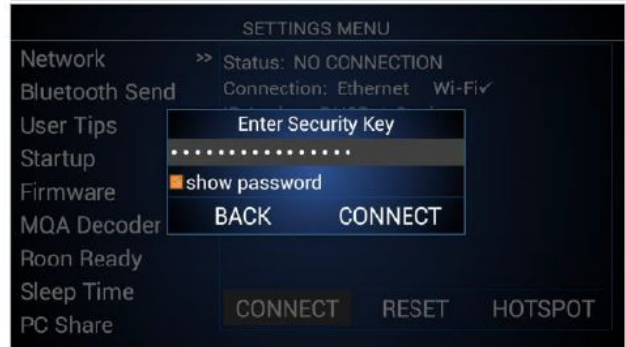 SETTINGS MENU
Network >> Status: NO CONNECTION
Bluetooth Send Connection: Ethernet Wi-Fi✓
User Tips
Enter Security Key
Startup
• • • • • • • • • • • • • • • •
show password
Firmware
BACK CONNECT
MQA Decoder
Roon Ready
Sleep Time
CONNECT RESET HOTSPOT
PC Share